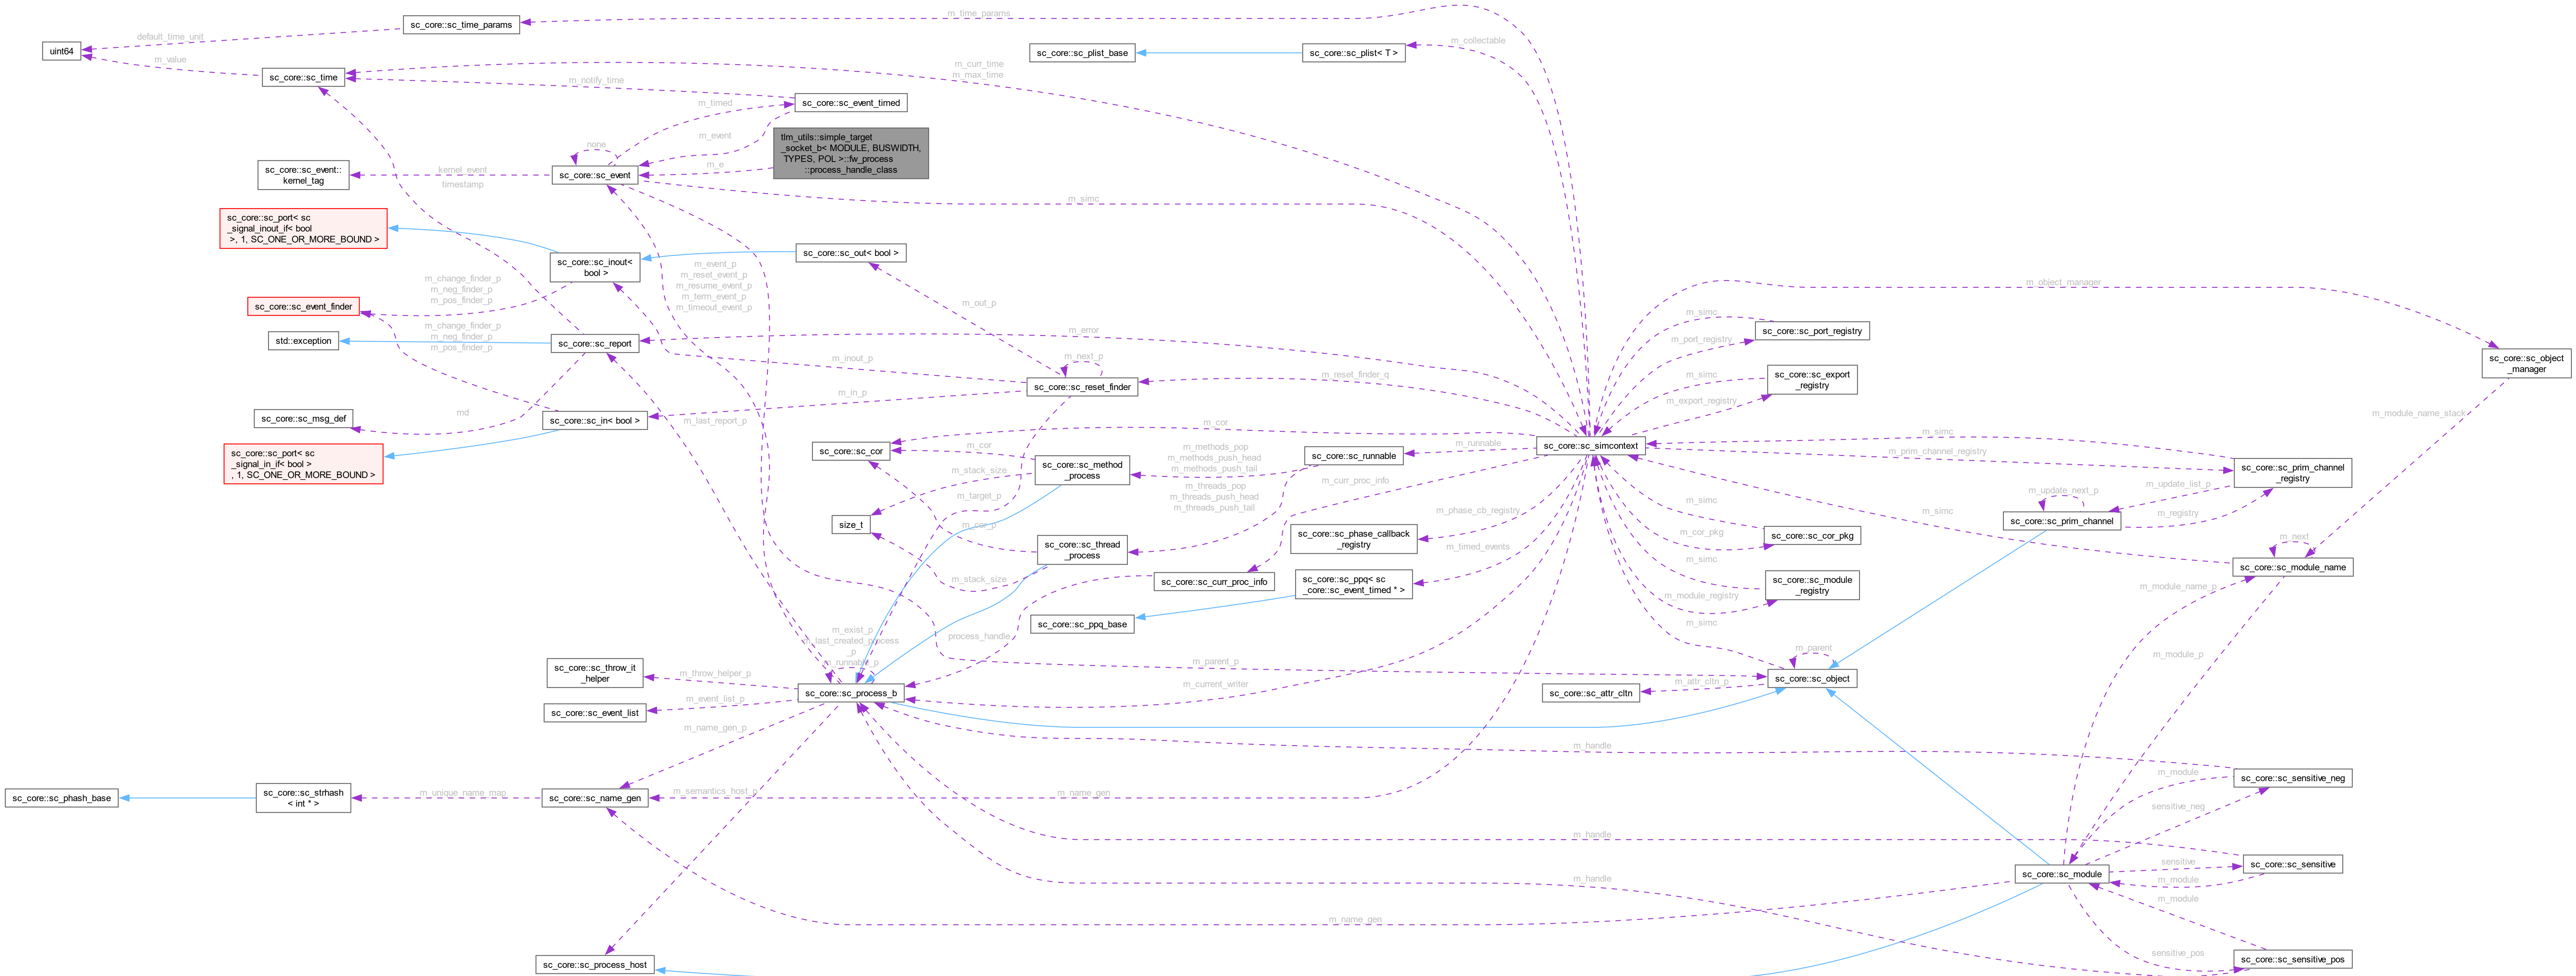 sc_core::sc_time_params
m_time_params
uint64
default_time_unit
m_value
sc_core::sc_plist_base
sc_core::sc_plist< T >
m_collectable
sc_core::sc_time
m_notify_time
m_curr_time
m_max_time
sc_core::sc_event_timed
m_timed
m_event
tlm_utils::simple_target
_socket_b< MODULE, BUSWIDTH,
TYPES, POL >::fw_process
::process_handle_class
none
m_e
sc_core::sc_event::
kernel_tag
kernel_event
timestamp
sc_core::sc_event
m_simc
sc_core::sc_port< sc
_signal_inout_if< bool
>, 1, SC_ONE_OR_MORE_BOUND >
sc_core::sc_inout<
bool >
sc_core::sc_out< bool >
m_event_p
m_reset_event_p
m_resume_event_p
m_term_event_p
m_timeout_event_p
m_change_finder_p
m_neg_finder_p
m_pos_finder_p
sc_core::sc_event_finder
m_out_p
m_object_manager
m_change_finder_p
m_neg_finder_p
m_pos_finder_p
std::exception
sc_core::sc_report
m_error
m_simc
sc_core::sc_port_registry
m_port_registry
sc_core::sc_object
_manager
m_inout_p
m_next_p
sc_core::sc_reset_finder
m_reset_finder_q
m_simc
sc_core::sc_export
_registry
m_export_registry
m_in_p
sc_core::sc_msg_def
md
sc_core::sc_in< bool >
m_last_report_p
m_cor
m_module_name_stack
sc_core::sc_port< sc
_signal_in_if< bool >
, 1, SC_ONE_OR_MORE_BOUND >
sc_core::sc_cor
m_cor
m_stack_size
sc_core::sc_method
_process
m_methods_pop
m_methods_push_head
m_methods_push_tail
sc_core::sc_runnable
m_runnable
sc_core::sc_simcontext
m_simc
m_prim_channel_registry
sc_core::sc_prim_channel
_registry
m_curr_proc_info
m_threads_pop
m_threads_push_head
m_threads_push_tail
m_target_p
m_update_next_p
m_update_list_p
m_registry
sc_core::sc_prim_channel
m_simc
size_t
m_cor_p
sc_core::sc_thread
_process
m_phase_cb_registry
sc_core::sc_phase_callback
_registry
m_simc
m_cor_pkg
sc_core::sc_cor_pkg
m_next
sc_core::sc_module_name
m_timed_events
m_simc
m_stack_size
sc_core::sc_curr_proc_info
sc_core::sc_ppq< sc
_core::sc_event_timed * >
sc_core::sc_module
_registry
m_module_registry
m_module_name_p
sc_core::sc_ppq_base
m_simc
m_exist_p
m_last_created_process
_p
m_runnable_p
process_handle
m_parent
m_module_p
sc_core::sc_throw_it
_helper
m_throw_helper_p
m_parent_p
sc_core::sc_object
m_attr_cltn_p
sc_core::sc_attr_cltn
m_current_writer
sc_core::sc_process_b
sc_core::sc_event_list
m_event_list_p
m_name_gen_p
m_handle
m_module
sc_core::sc_sensitive_neg
sensitive_neg
sc_core::sc_phash_base
sc_core::sc_strhash
< int * >
m_unique_name_map
sc_core::sc_name_gen
m_semantics_host_p
m_name_gen
m_handle
sensitive
sc_core::sc_sensitive
m_module
sc_core::sc_module
m_handle
m_module
m_name_gen
sensitive_pos
sc_core::sc_sensitive_pos
sc_core::sc_process_host